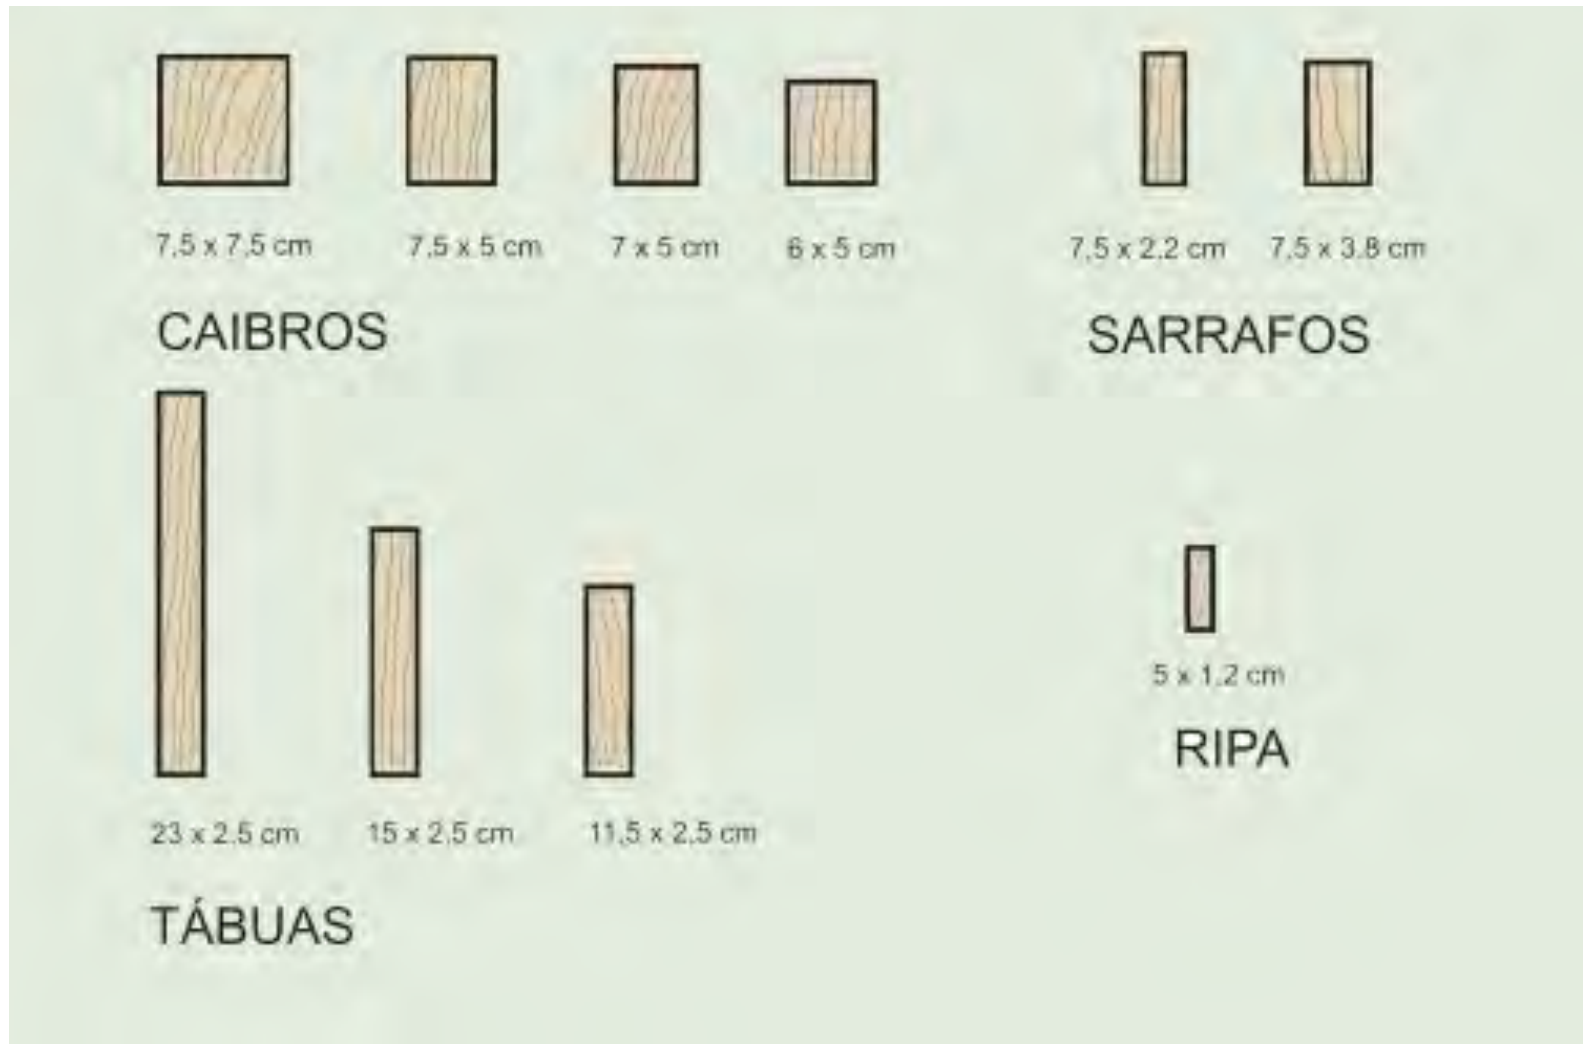 7,5 x 7,5 cm
7,5 x 5 cm
7 x 5 cm
6 x 5 cm
CAIBROS
7,5 x 2,2 cm
7,5 x 3,8 cm
SARRAFOS
23 x 2,5 cm
15 x 2,5 cm
11,5 x 2,5 cm
TÁBUAS
5 x 1,2 cm
RIPA